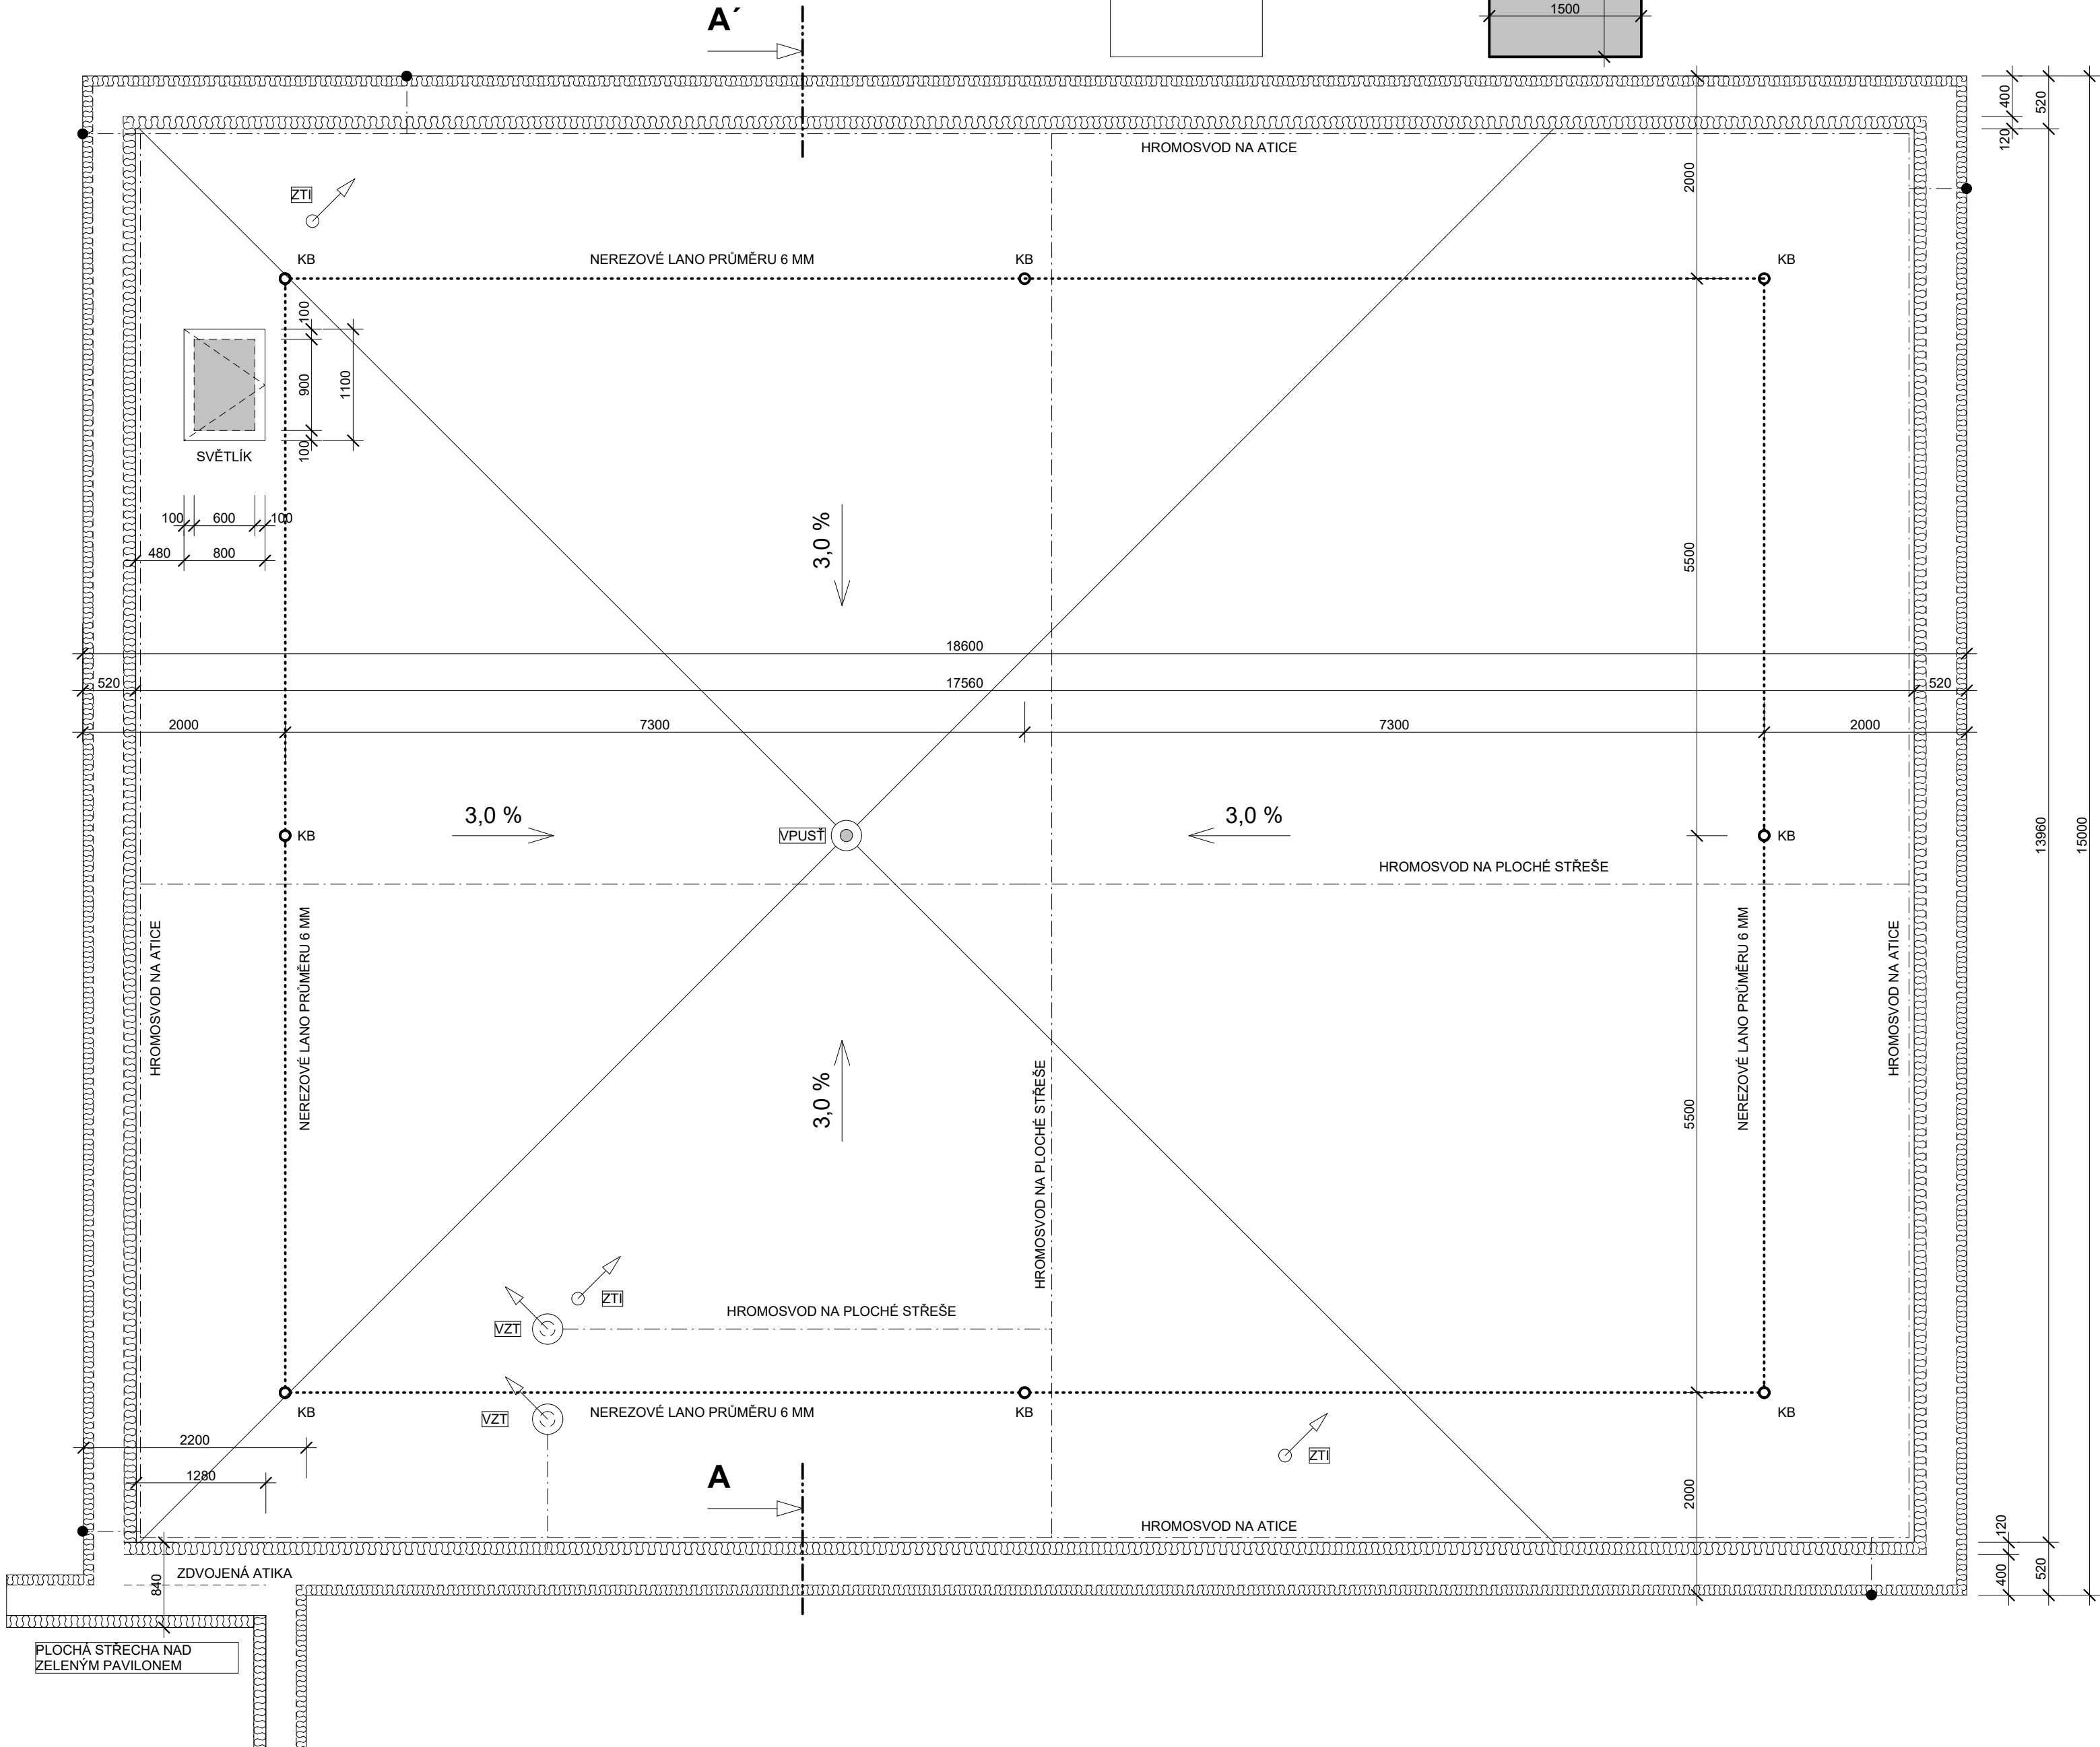 A´
1500
400
520
120
HROMOSVOD NA ATICE
2000
ZTI
KB
NEREZOVÉ LANO PRŮMĚRU 6 MM
KB
KB
100
900
1100
100
SVĚTLÍK
100
600
100
480
800
3,0 %
5500
18600
520
17560
520
2000
7300
7300
2000
3,0 %
3,0 %
KB
VPUSŤ
KB
13960
15000
HROMOSVOD NA PLOCHÉ STŘEŠE
HROMOSVOD NA ATICE
NEREZOVÉ LANO PRŮMĚRU 6 MM
NEREZOVÉ LANO PRŮMĚRU 6 MM
HROMOSVOD NA ATICE
3,0 %
HROMOSVOD NA PLOCHÉ STŘEŠE
5500
ZTI
HROMOSVOD NA PLOCHÉ STŘEŠE
VZT
KB
VZT
NEREZOVÉ LANO PRŮMĚRU 6 MM
KB
KB
2200
ZTI
1280
A
2000
HROMOSVOD NA ATICE
120
400
520
ZDVOJENÁ ATIKA
840
PLOCHÁ STŘECHA NAD
ZELENÝM PAVILONEM